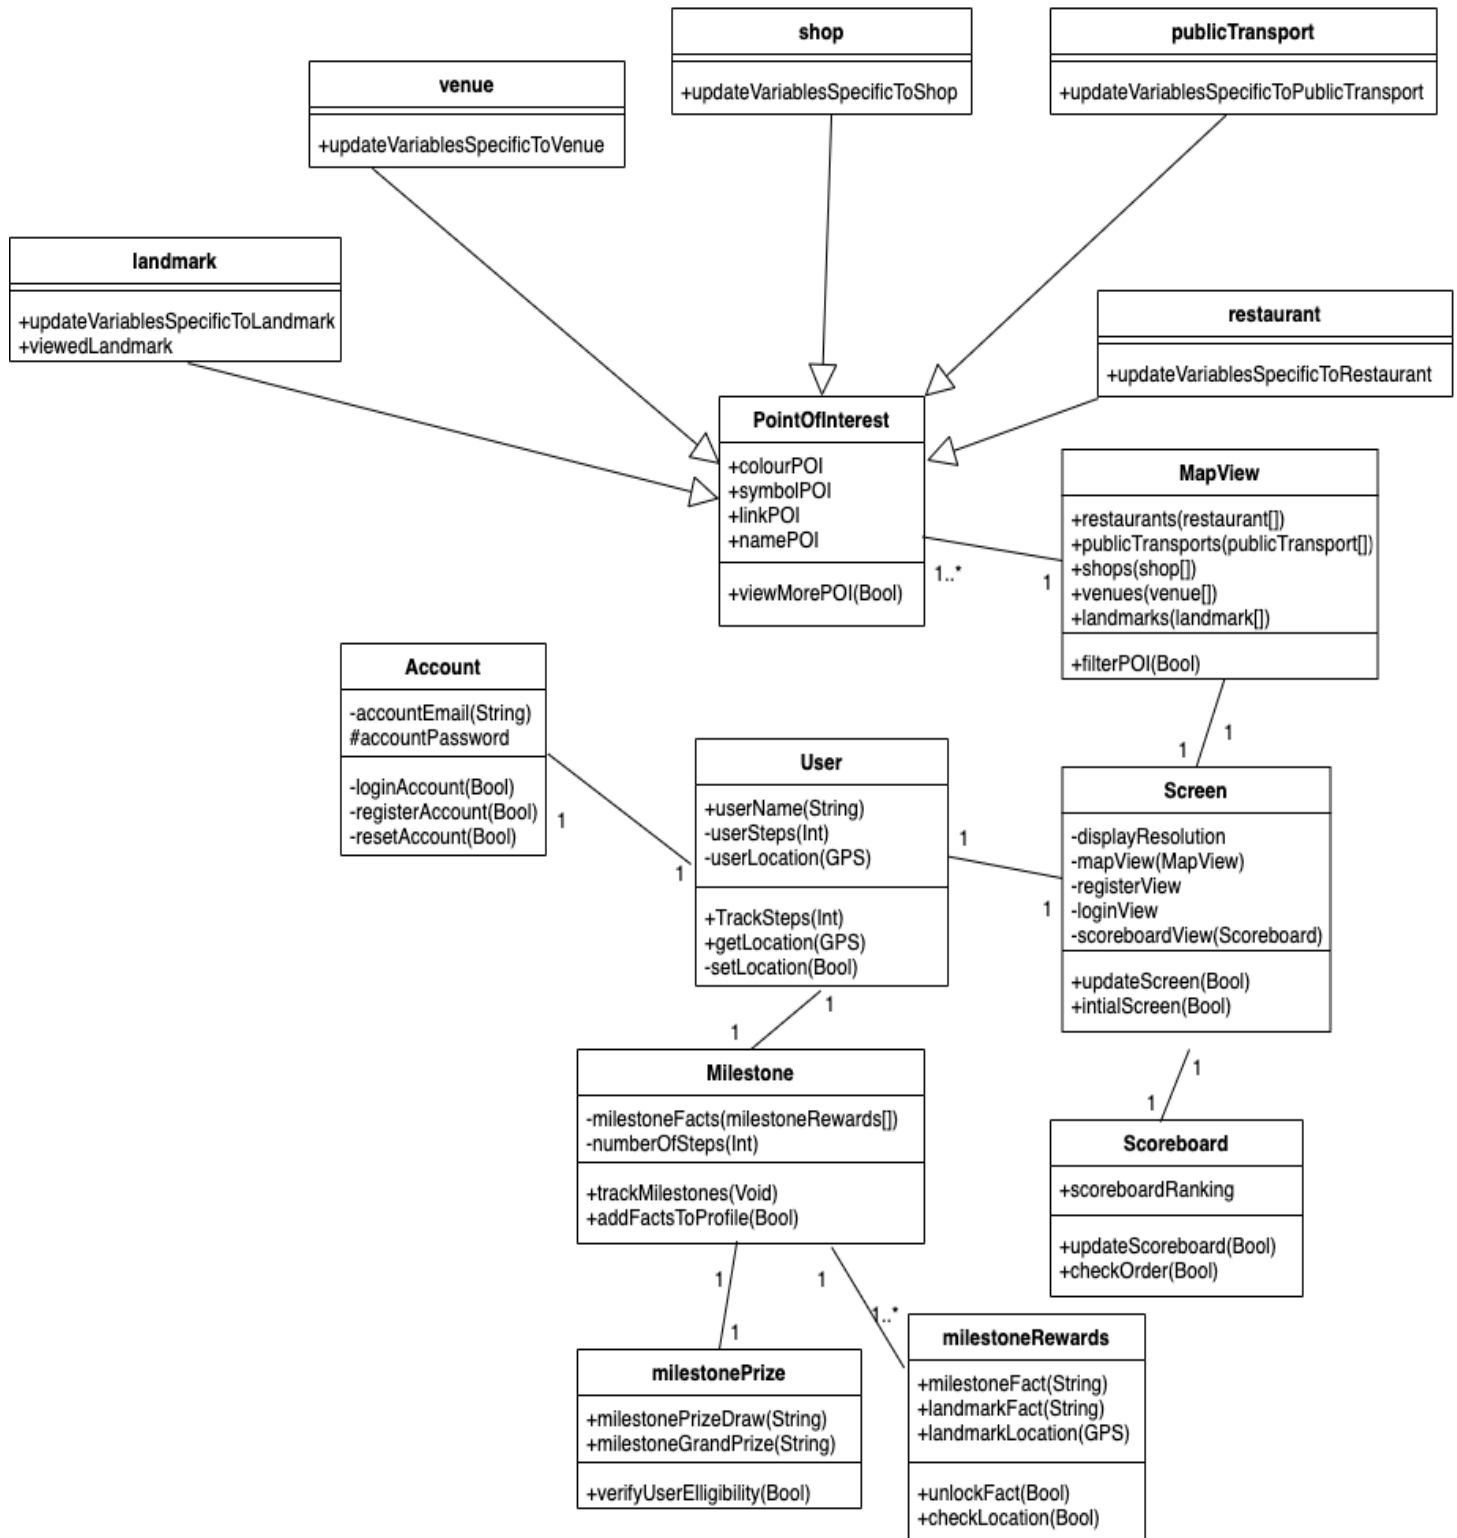 shop
+updateVariablesSpecificToShop
publicTransport
+updateVariablesSpecificToPublicTransport
venue
+updateVariablesSpecificToVenue
landmark
+updateVariablesSpecificToLandmark
+viewedLandmark
restaurant
+updateVariablesSpecificToRestaurant
PointOfInterest
+colourPOI
+symbolPOI
+linkPOI
+namePOI
+viewMorePOI(Bool)
1..*
1
MapView
+restaurants(restaurant[])
+publicTransports(publicTransport[])
+shops(shop[])
+venues(venue[])
+landmarks(landmark[])
+filterPOI(Bool)
1
1
Account
-accountEmail(String)
#accountPassword
-loginAccount(Bool)
-registerAccount(Bool)
-resetAccount(Bool)
1
1
User
+userName(String)
-userSteps(Int)
-userLocation(GPS)
+TrackSteps(Int)
+getLocation(GPS)
-setLocation(Bool)
1
1
Screen
-displayResolution
-mapView(MapView)
-registerView
-loginView
-scoreboardView(Scoreboard)
+updateScreen(Bool)
+intialScreen(Bool)
1
1
Milestone
-milestoneFacts(milestoneRewards[])
-numberOfSteps(Int)
+trackMilestones(Void)
+addFactsToProfile(Bool)
1
1
Scoreboard
+scoreboardRanking
+updateScoreboard(Bool)
+checkOrder(Bool)
1
1
1
1..*
milestonePrize
+milestonePrizeDraw(String)
+milestoneGrandPrize(String)
+verifyUserElligibility(Bool)
milestoneRewards
+milestoneFact(String)
+landmarkFact(String)
+landmarkLocation(GPS)
+unlockFact(Bool)
+checkLocation(Bool)